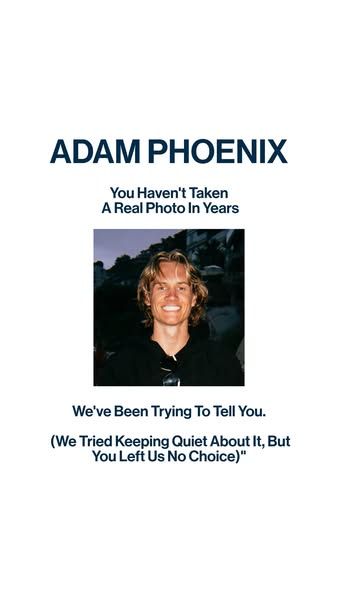 ADAM PHOENIX
You Haven't Taken
A Real Photo In Years
We've Been Trying To Tell You.
(We Tried Keeping Quiet About It, But
You Left Us No Choice)"